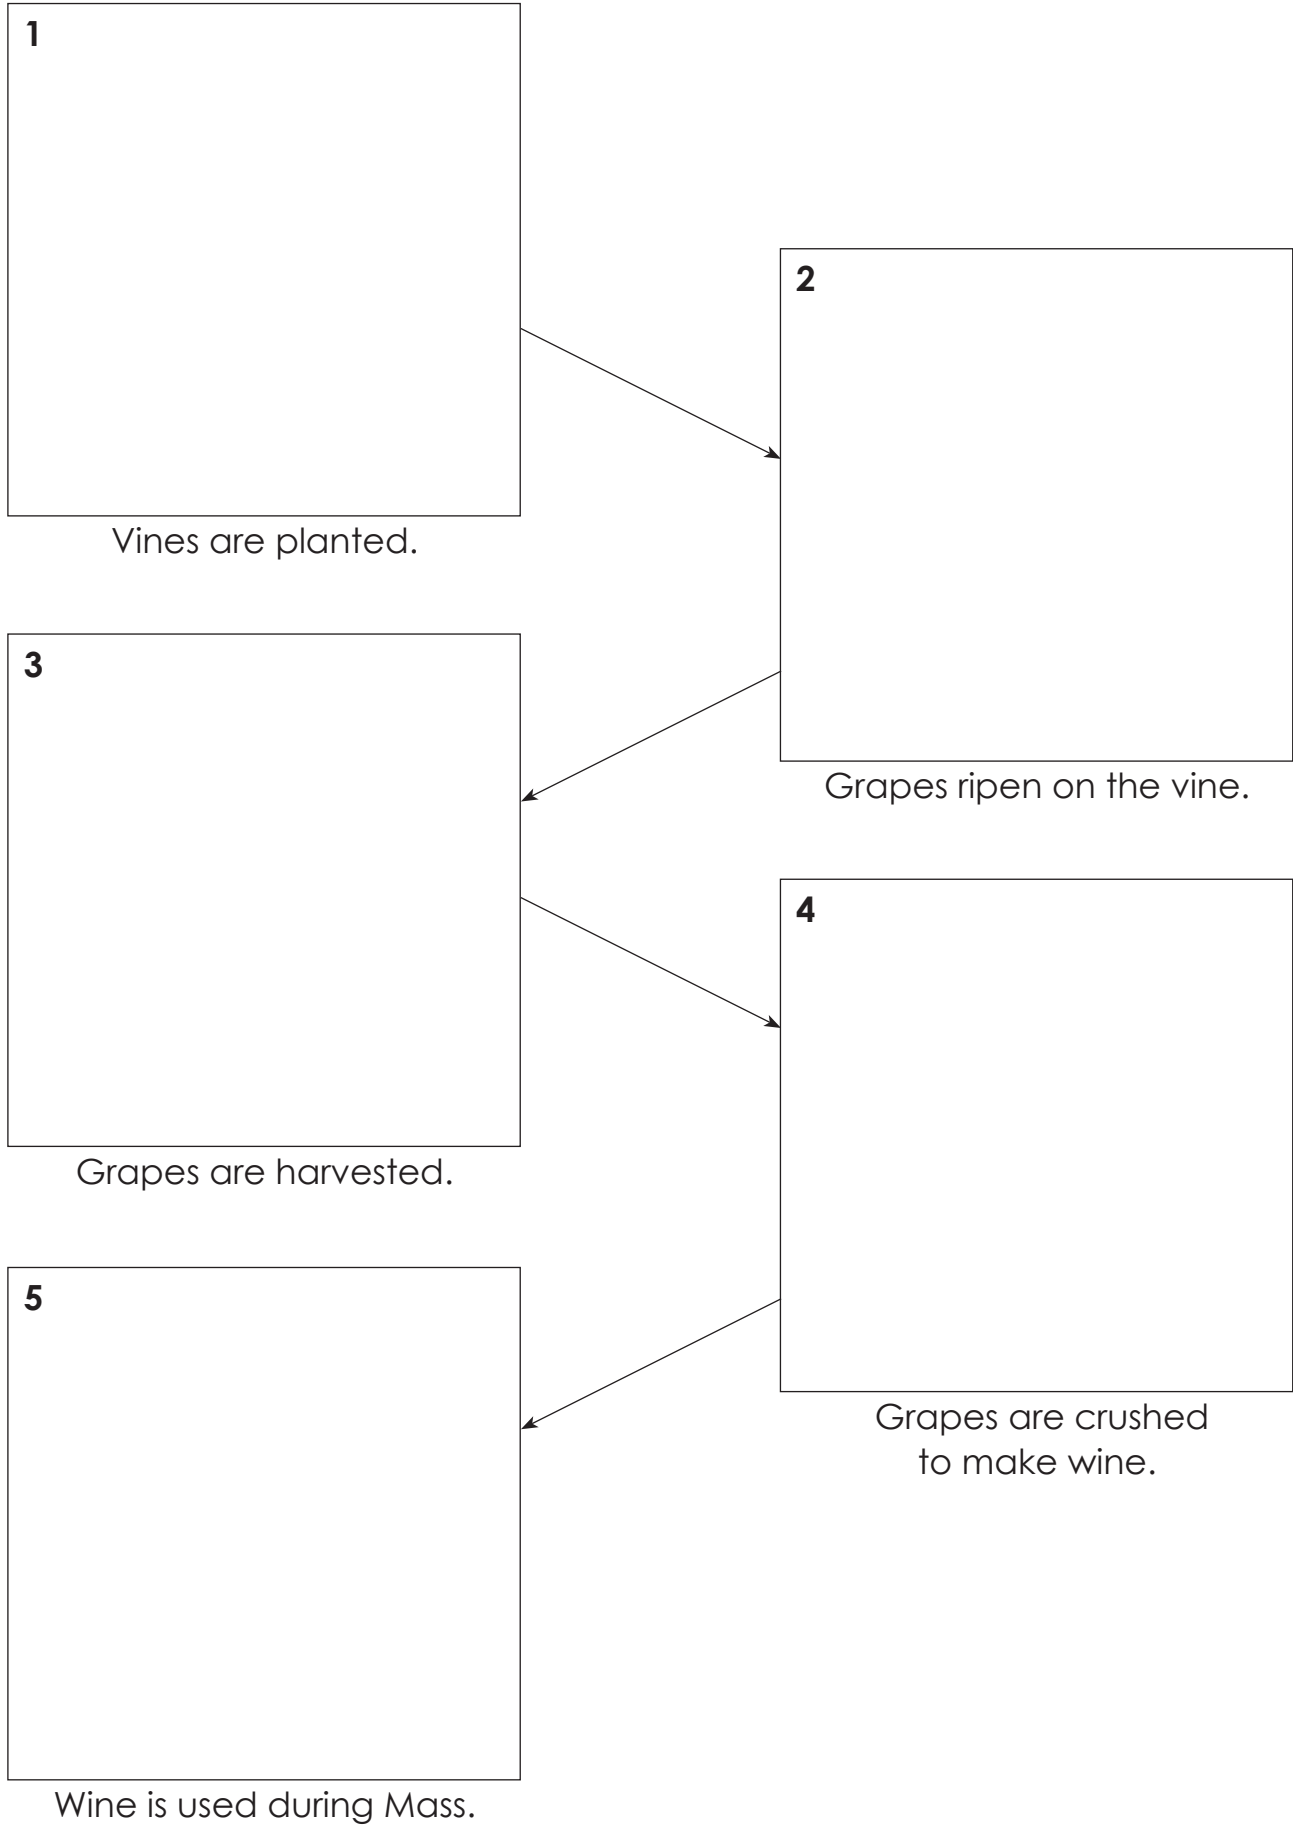 1
Vines are planted.
2
Grapes ripen on the vine.
3
Grapes are harvested.
4
Grapes are crushed
to make wine.
5
Wine is used during Mass.